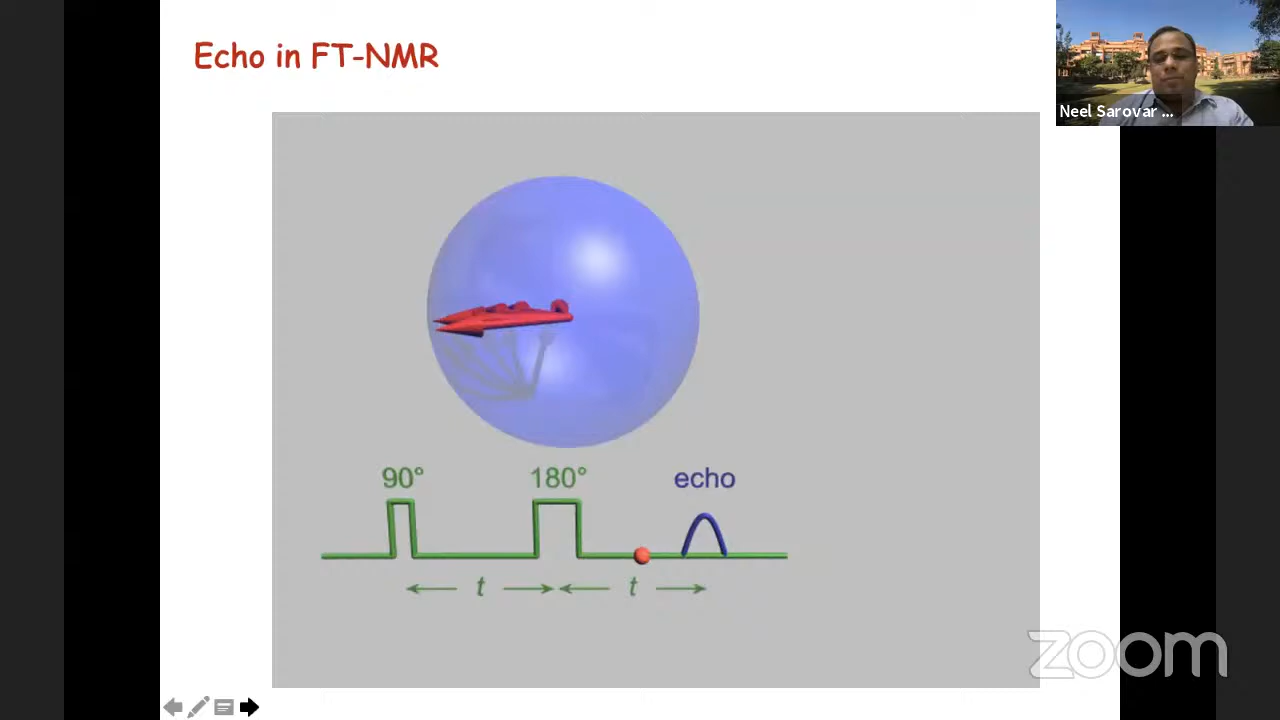 Echo in FT-NMR
Neel Sarovar ...
90°
180°
echo
t
t
zoom